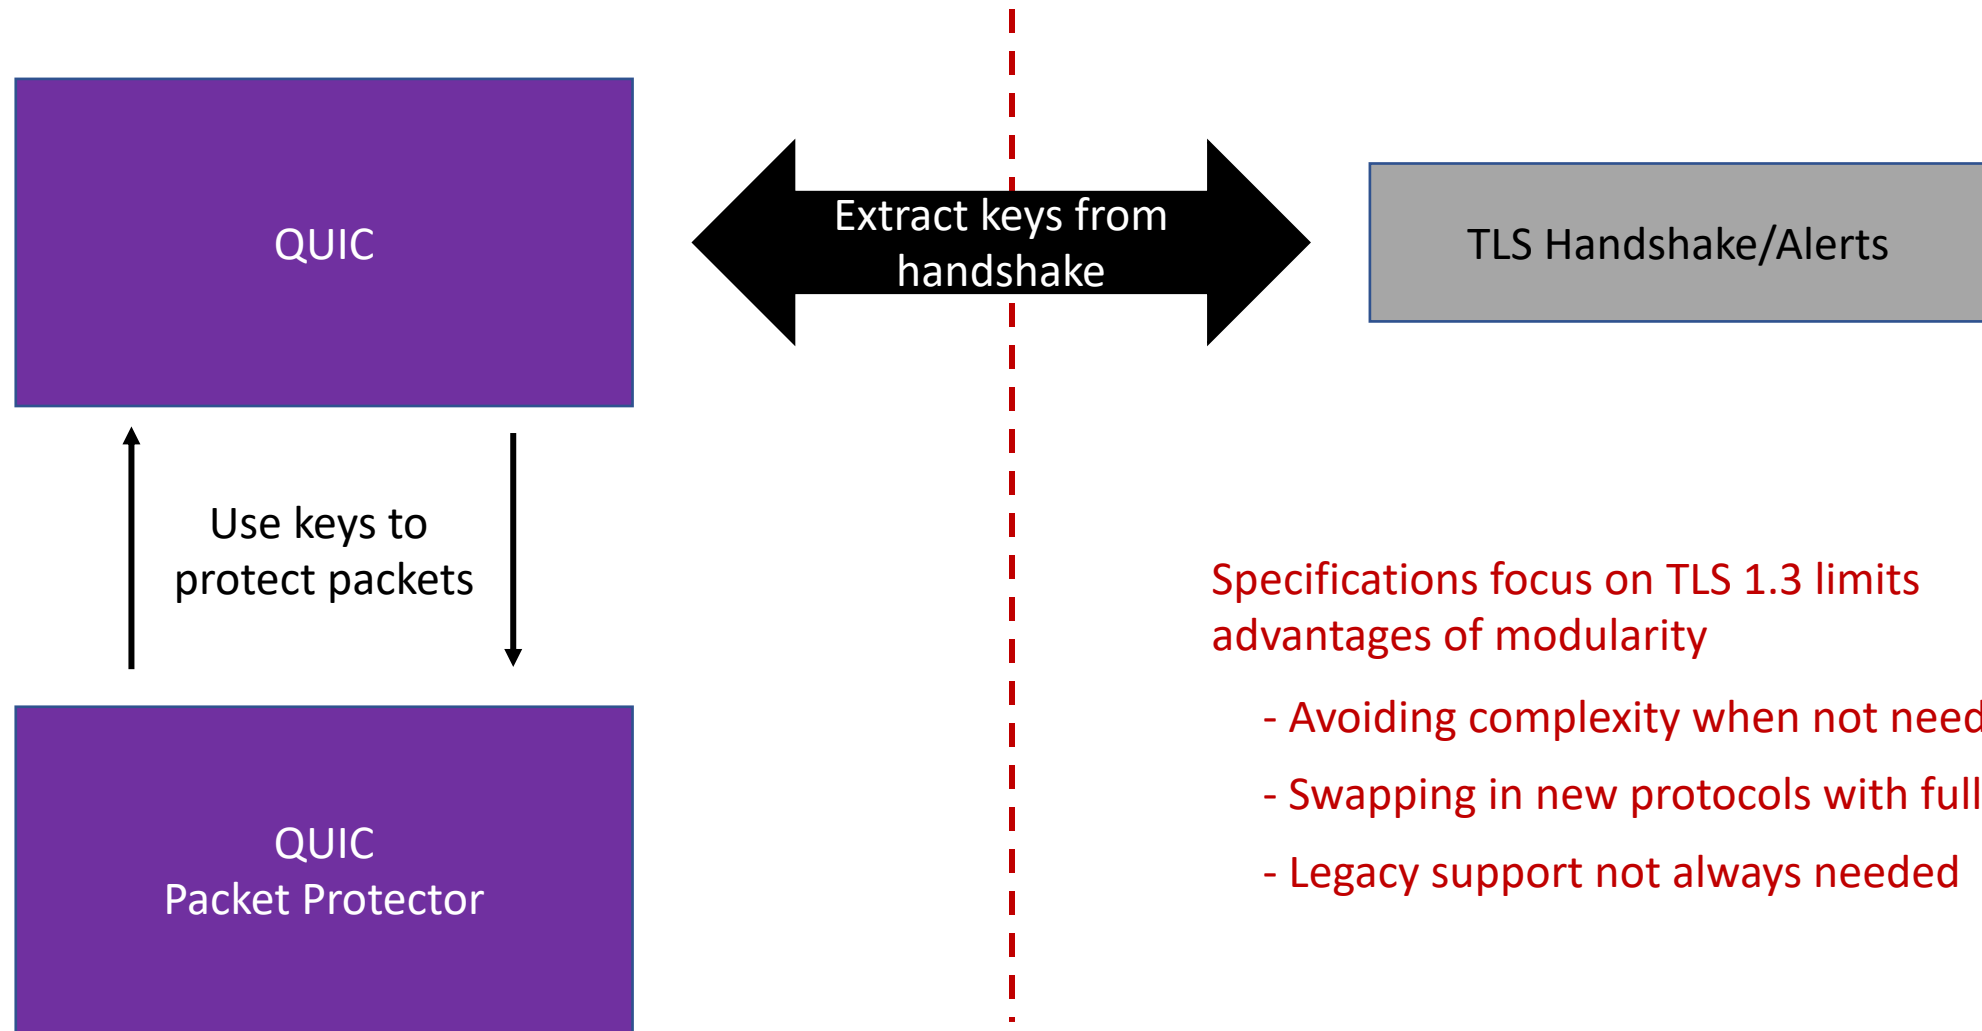 QUIC
Extract keys from
handshake
TLS Handshake/Alerts
Use keys to
protect packets
Specifications focus on TLS 1.3 limits
advantages of modularity
- Avoiding complexity when not need
- Swapping in new protocols with full
- Legacy support not always needed
QUIC
Packet Protector